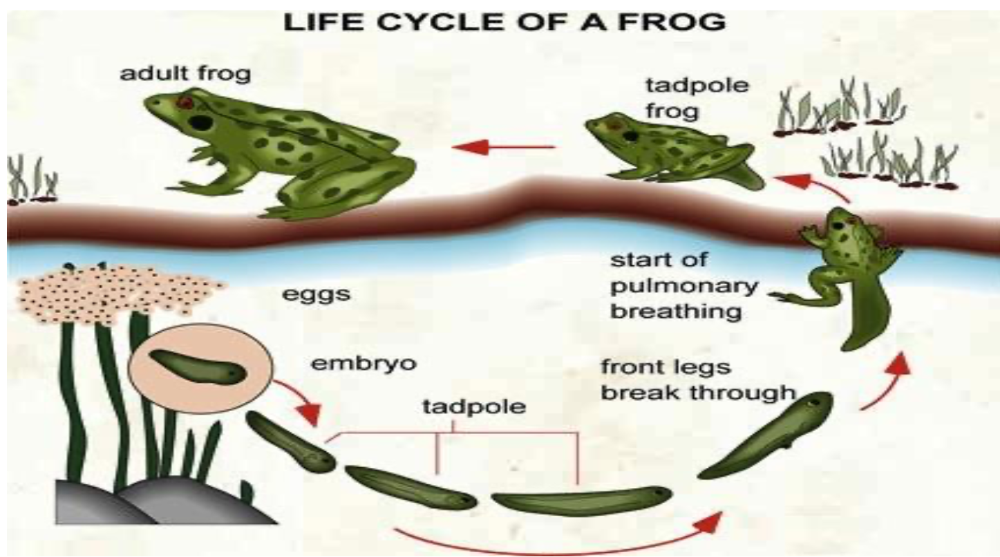 LIFE CYCLE OF A FROG
adult frog
tadpole
frog
eggs
start of
pulmonary
breathing
embryo
front legs
break through
tadpole